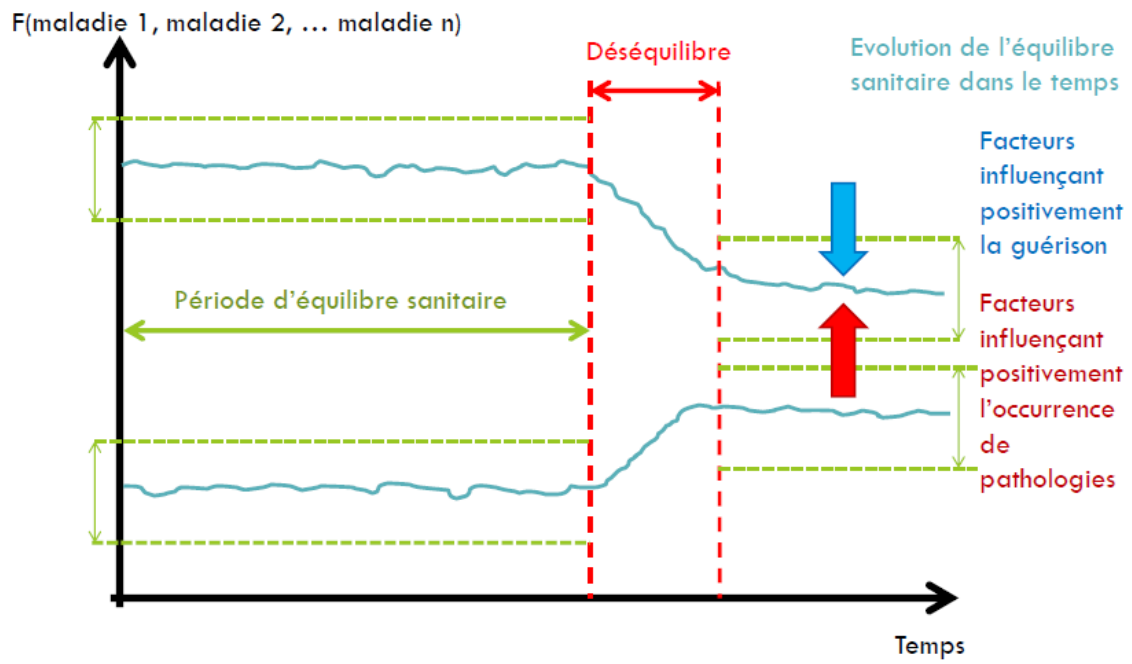 F(maladie 1, maladie 2, … maladie n)
Déséquilibre
Evolution de l’équilibre
sanitaire dans le temps
Facteurs
influençant
positivement
la guérison
Période d’équilibre sanitaire
Facteurs
influençant
positivement
l’occurrence
de
pathologies
Temps